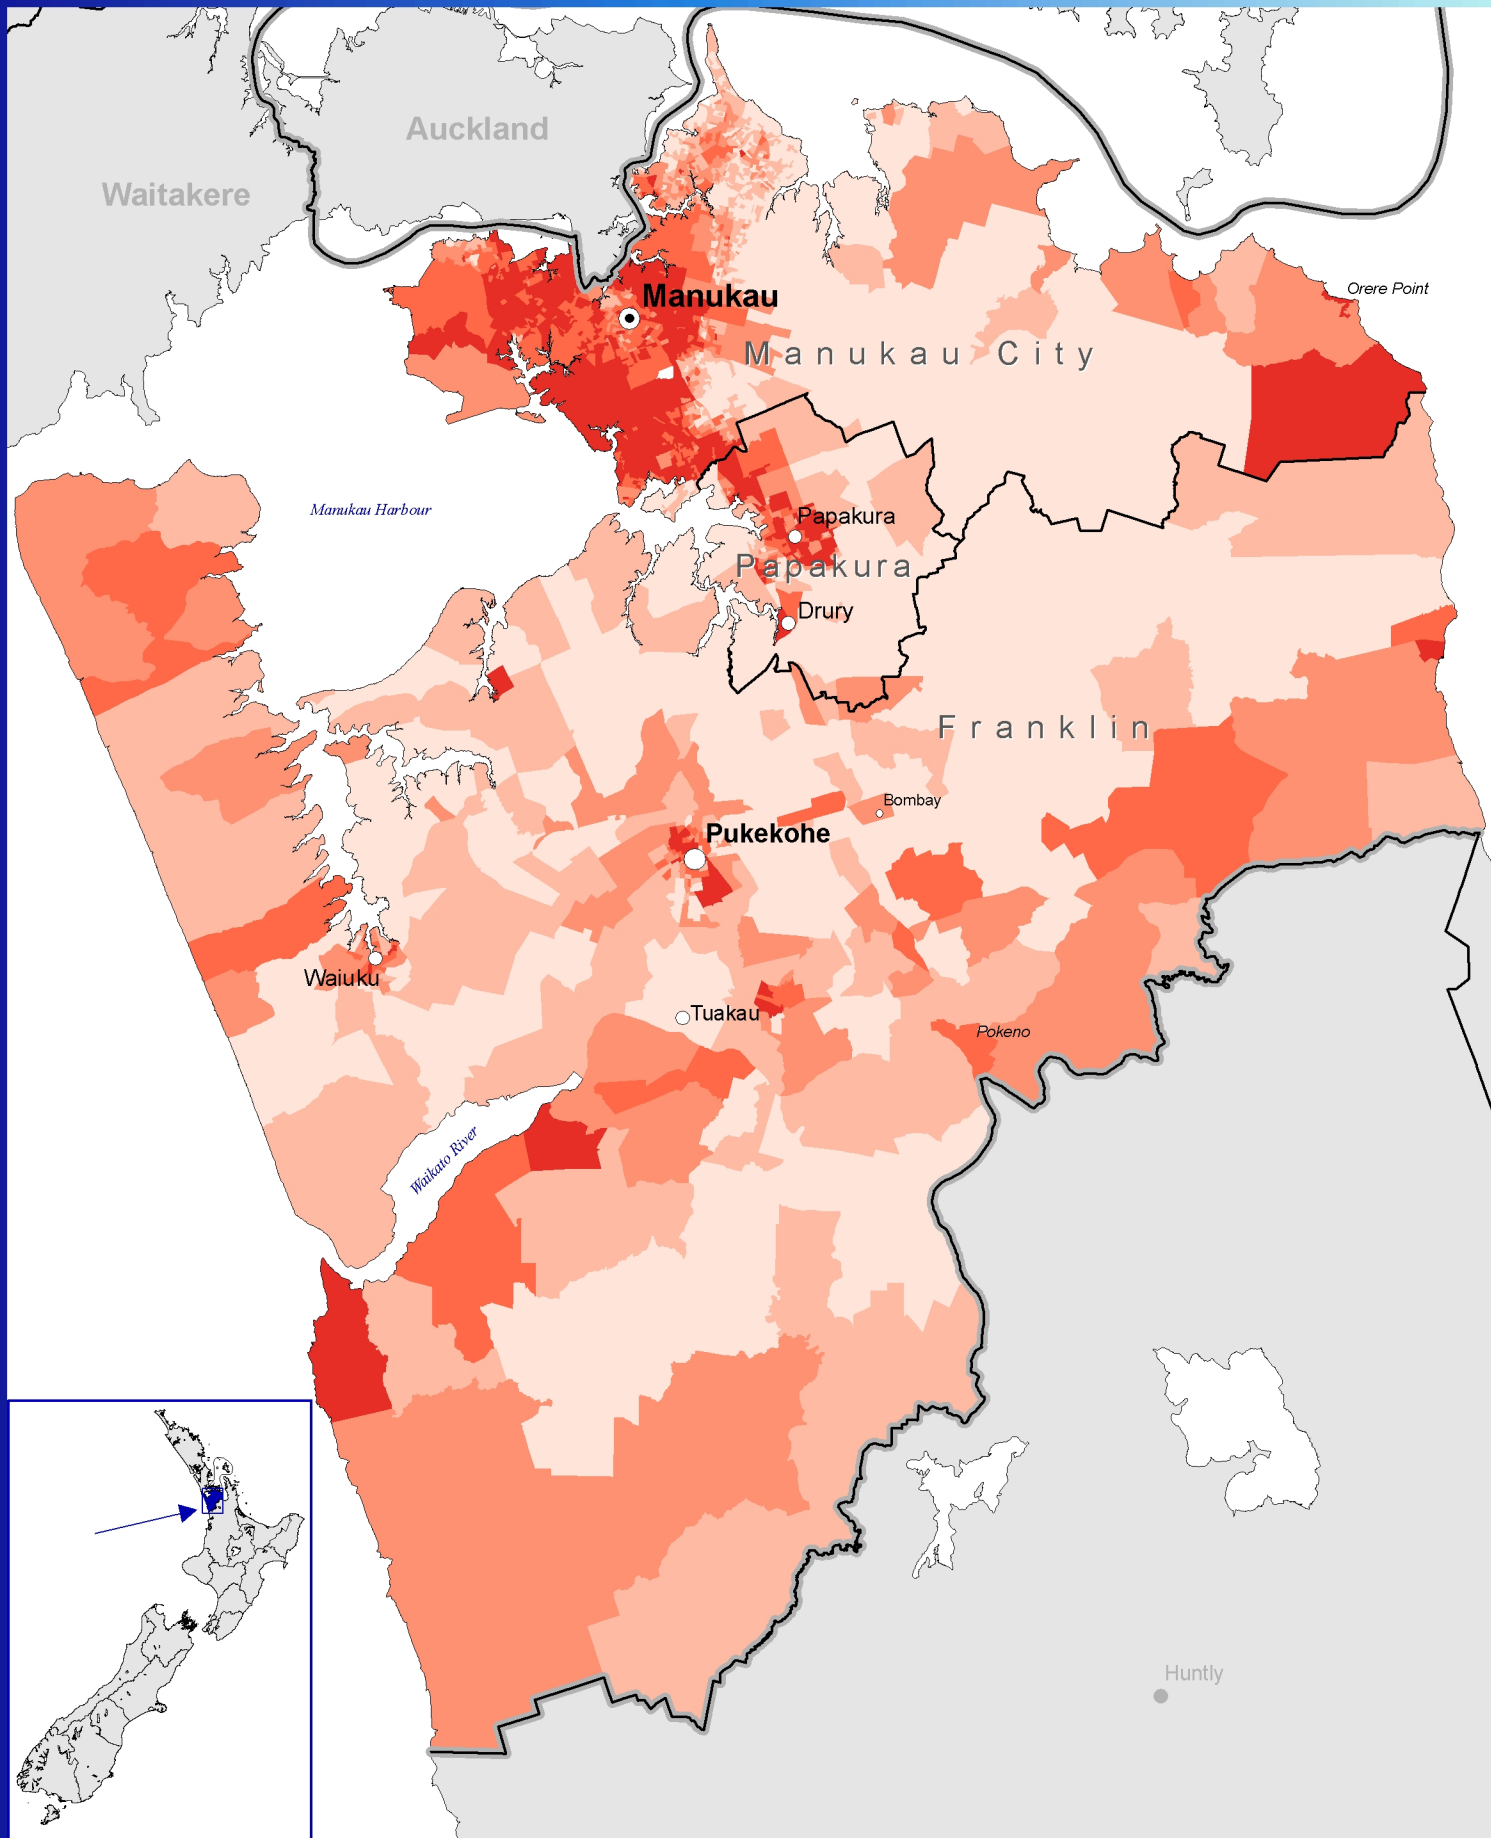 Auckland
Waitakere
Orere Point
Manukau
Manukau City
Manukau Harbour
Papakura
Papakura
Drury
Franklin
Bombay
Pukekohe
Waiuku
Tuakau
Pokeno
Waikato River
Huntly